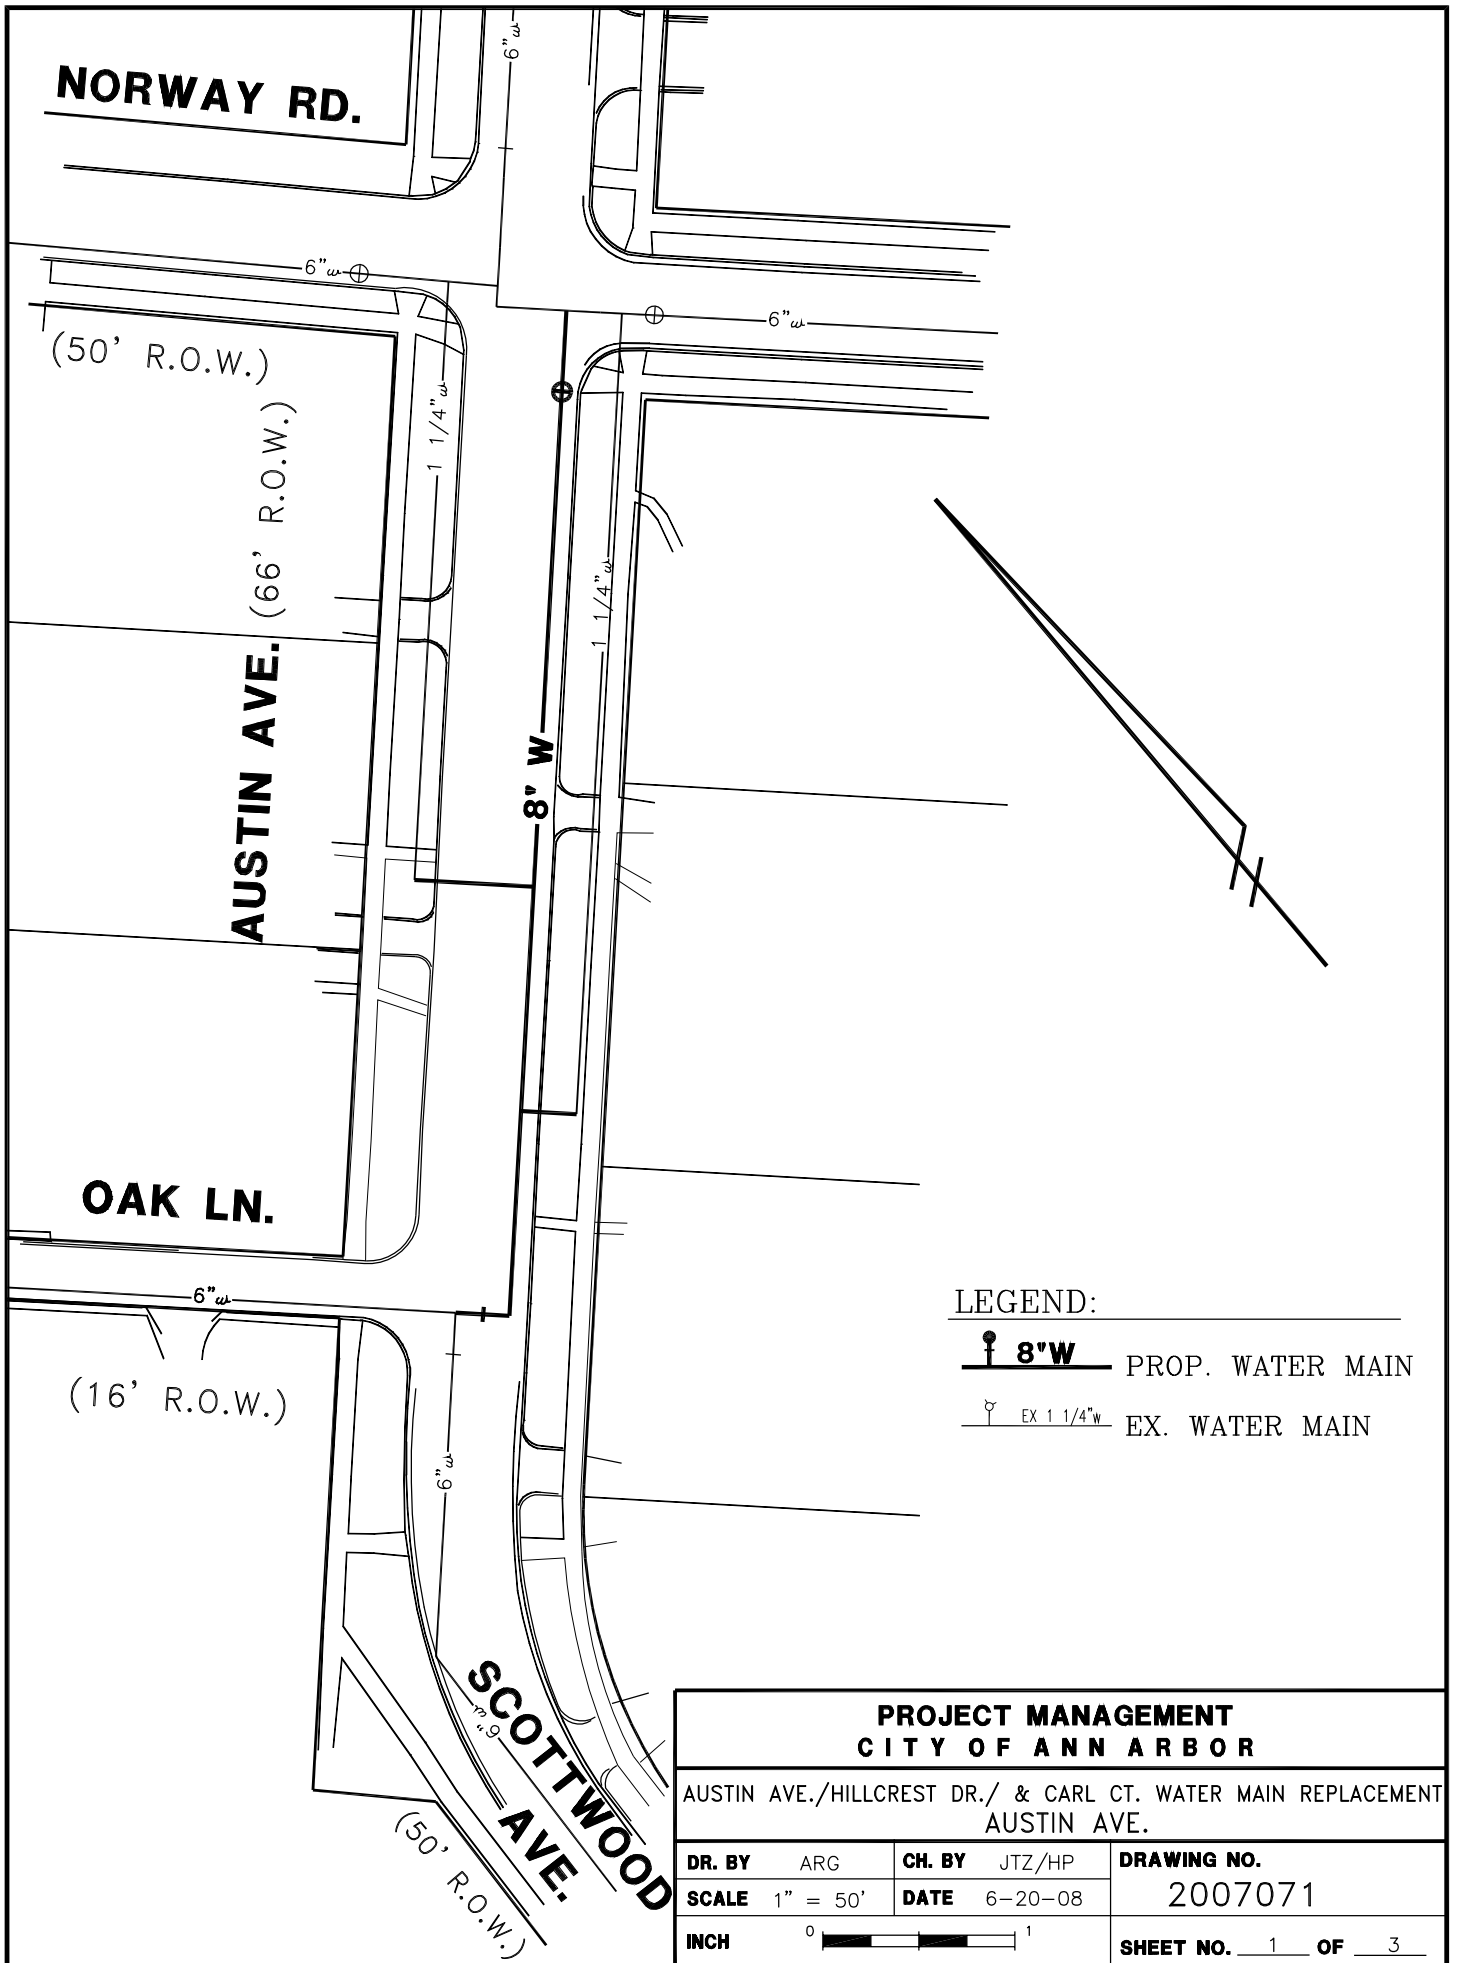 6"w
NORWAY RD.
6"w
6"w
(50' R.O.W.)
1 1/4"w
AUSTIN AVE. (66' R.O.W.)
1 1/4"w
8" W
OAK LN.
6"w
(16' R.O.W.)
6"w
LEGEND:
8"W PROP. WATER MAIN
EX 1 1/4"w EX. WATER MAIN
6"w
SCOTTWOOD
AVE.
(50' R.O.W.)
PROJECT MANAGEMENT
CITY OF ANN ARBOR
AUSTIN AVE./HILLCREST DR./ & CARL CT. WATER MAIN REPLACEMENT
AUSTIN AVE.
DR. BY ARG CH. BY JTZ/HP DRAWING NO.
SCALE 1" = 50' DATE 6-20-08 2007071
INCH 0 1 SHEET NO. 1 OF 3